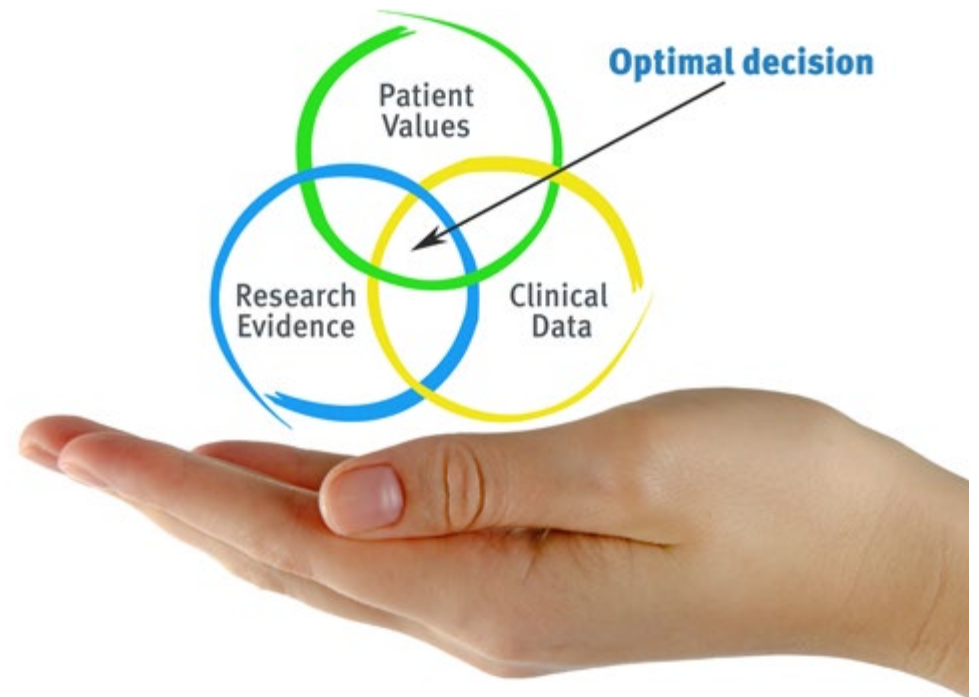 Optimal decision
Patient
Values
Research
Evidence
Clinical
Data